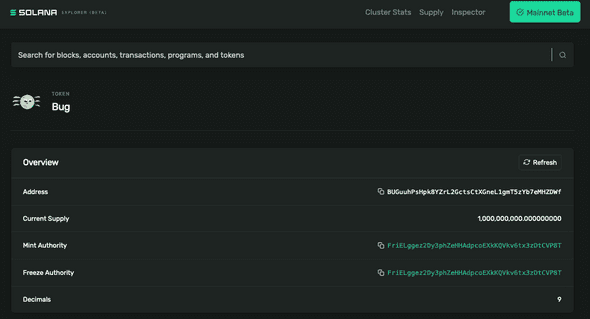 SOLANA EXPLORER (BETA) Cluster Stats Supply Inspector Mainnet Beta
Search for blocks, accounts, transactions, programs, and tokens
TOKEN
Bug
Overview Refresh
Address BUGuuhPsHpk8YZrL2GctsCtXGneL1gmT5zYb7eMHZDWf
Current Supply 1,000,000,000.000000000
Mint Authority FriELggez2Dy3phZeHHAdpcoEXkKQVkv6tx3zDtCVP8T
Freeze Authority FriELggez2Dy3phZeHHAdpcoEXkKQVkv6tx3zDtCVP8T
Decimals 9